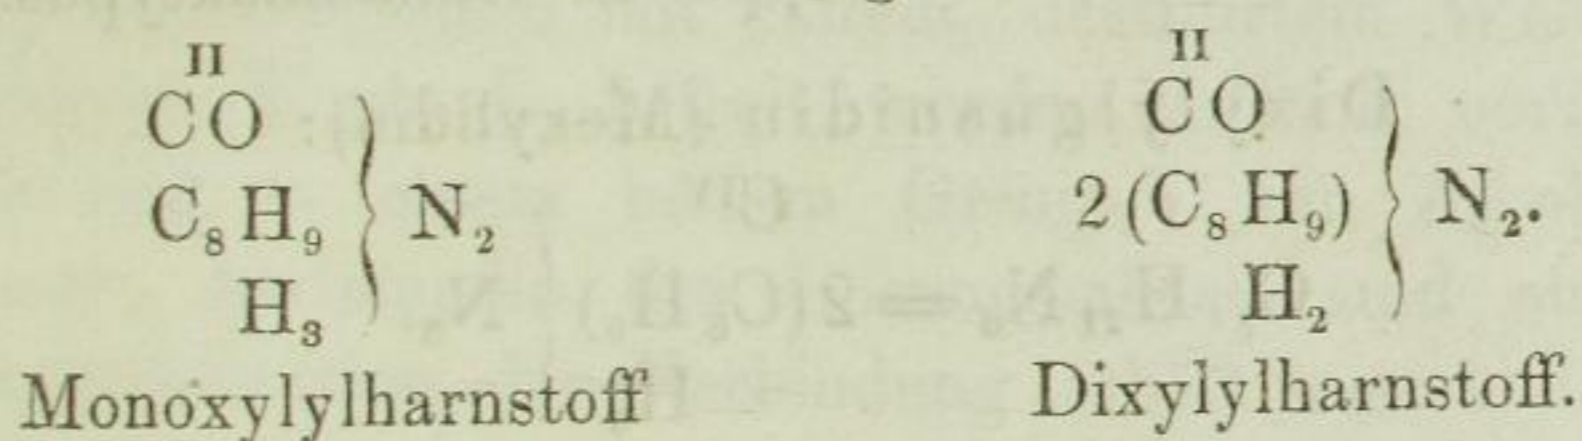 II II
CO CO
C₈H₉ } N₂ 2(C₈H₉) } N₂.
H₃ H₂
Monoxylylharnstoff Dixylylharnstoff.